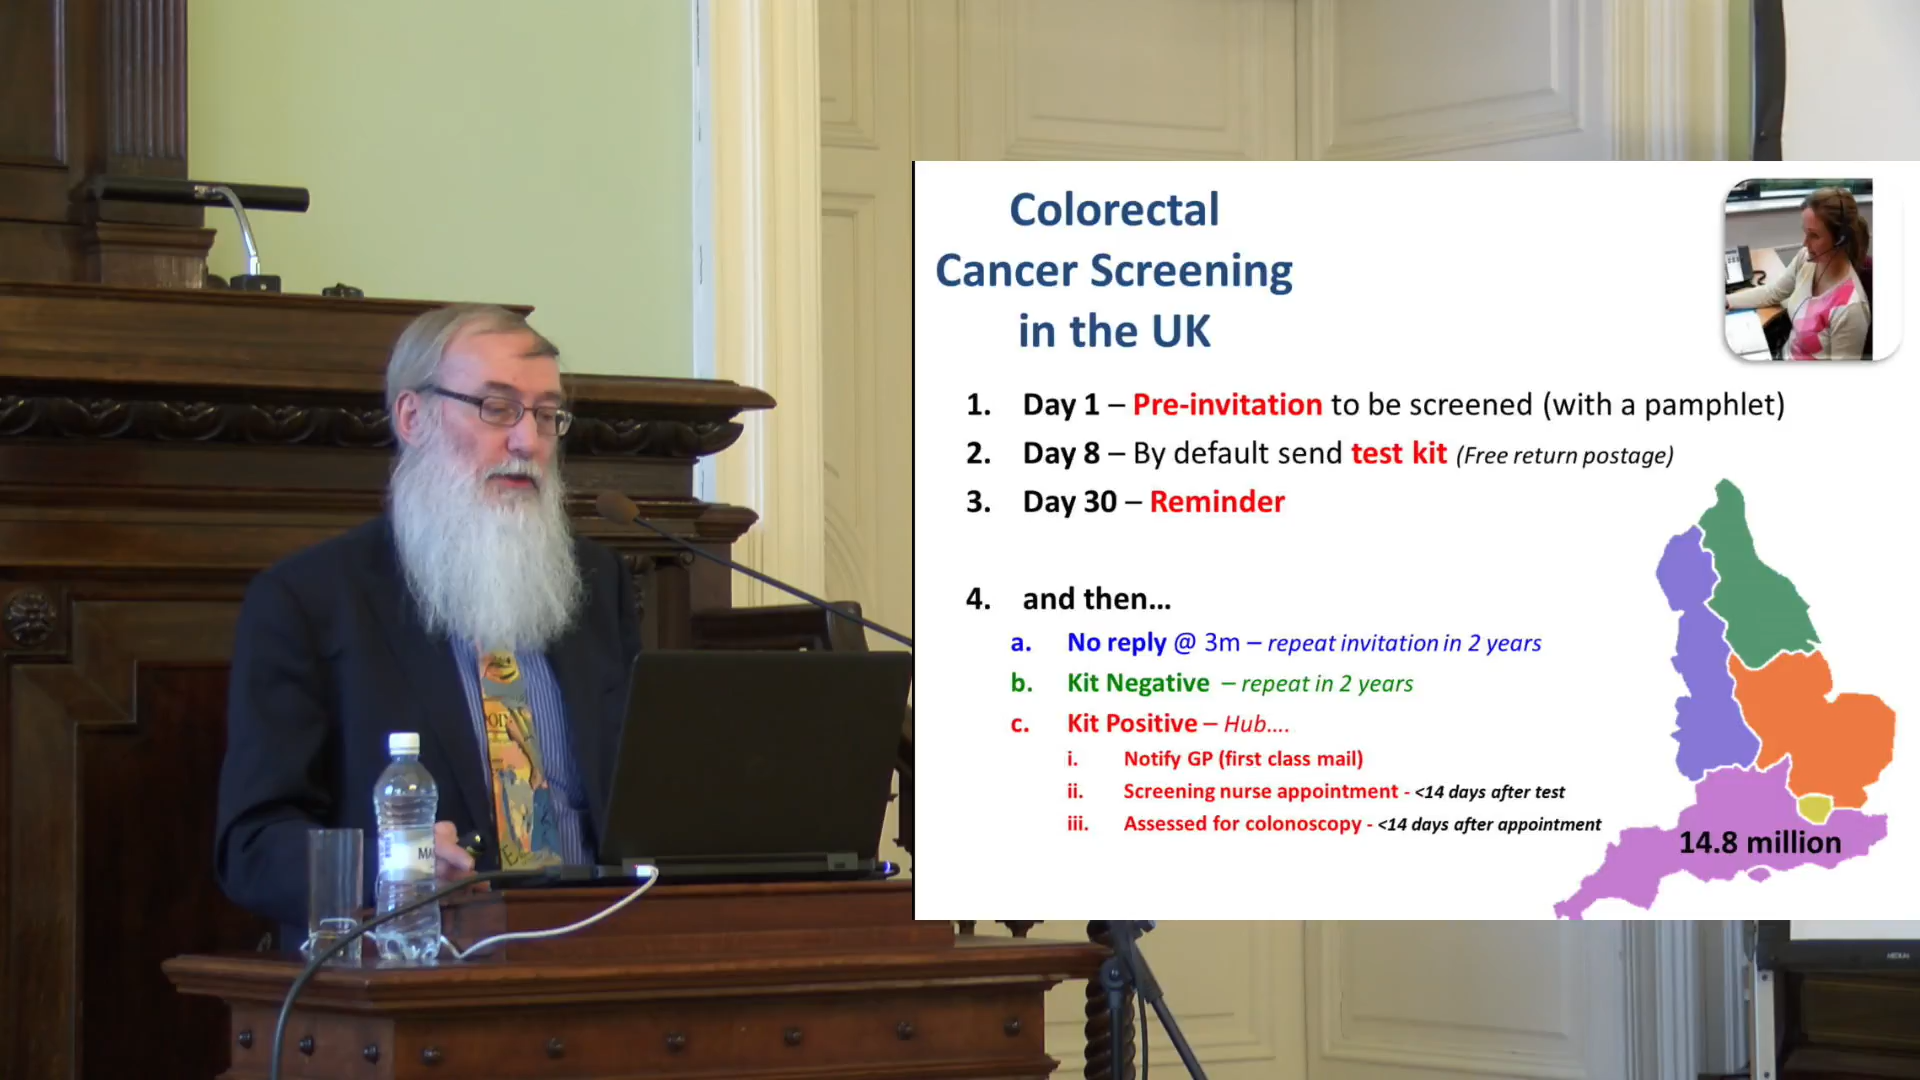 Colorectal
Cancer Screening
in the UK
1. Day 1 – Pre-invitation to be screened (with a pamphlet)
2. Day 8 – By default send test kit (Free return postage)
3. Day 30 – Reminder
4. and then...
a. No reply @ 3m – repeat invitation in 2 years
b. Kit Negative – repeat in 2 years
c. Kit Positive – Hub....
i. Notify GP (first class mail)
ii. Screening nurse appointment - <14 days after test
iii. Assessed for colonoscopy - <14 days after appointment
14.8 million